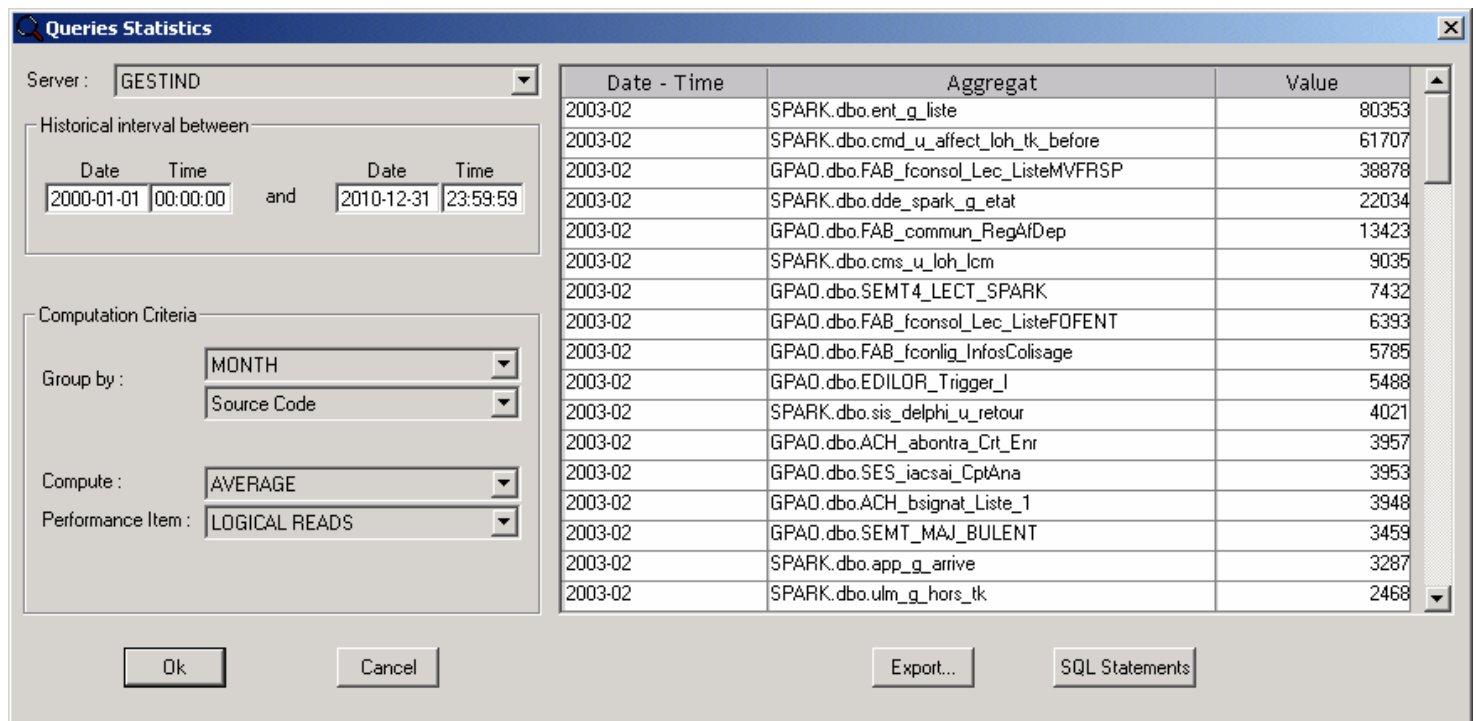 Queries Statistics
Server : GESTIND
Historical interval between
Date Time Date Time
2000-01-01 00:00:00 and 2010-12-31 23:59:59
Computation Criteria
Group by :
MONTH
Source Code
Compute : AVERAGE
Performance Item : LOGICAL READS
Ok Cancel
Date - Time Aggregat Value
2003-02 SPARK.dbo.ent_g_liste 80353
2003-02 SPARK.dbo.cmd_u_affect_loh_tk_before 61707
2003-02 GPAO.dbo.FAB_fconsol_Lec_ListeMVFRSP 38878
2003-02 SPARK.dbo.dde_spark_g_etat 22034
2003-02 GPAO.dbo.FAB_commun_RegAfDep 13423
2003-02 SPARK.dbo.cms_u_loh_lcm 9035
2003-02 GPAO.dbo.SEMT4_LECT_SPARK 7432
2003-02 GPAO.dbo.FAB_fconsol_Lec_ListeFOFENT 6393
2003-02 GPAO.dbo.FAB_fconlig_InfosColisage 5785
2003-02 GPAO.dbo.EDILOR_Trigger_I 5488
2003-02 SPARK.dbo.sis_delphi_u_retour 4021
2003-02 GPAO.dbo.ACH_abontra_Crt_Enr 3957
2003-02 GPAO.dbo.SES_iacsai_CptAna 3953
2003-02 GPAO.dbo.ACH_bsignat_Liste_1 3948
2003-02 GPAO.dbo.SEMT_MAJ_BULENT 3459
2003-02 SPARK.dbo.app_g_arrive 3287
2003-02 SPARK.dbo.ulm_g_hors_tk 2468
Export... SQL Statements